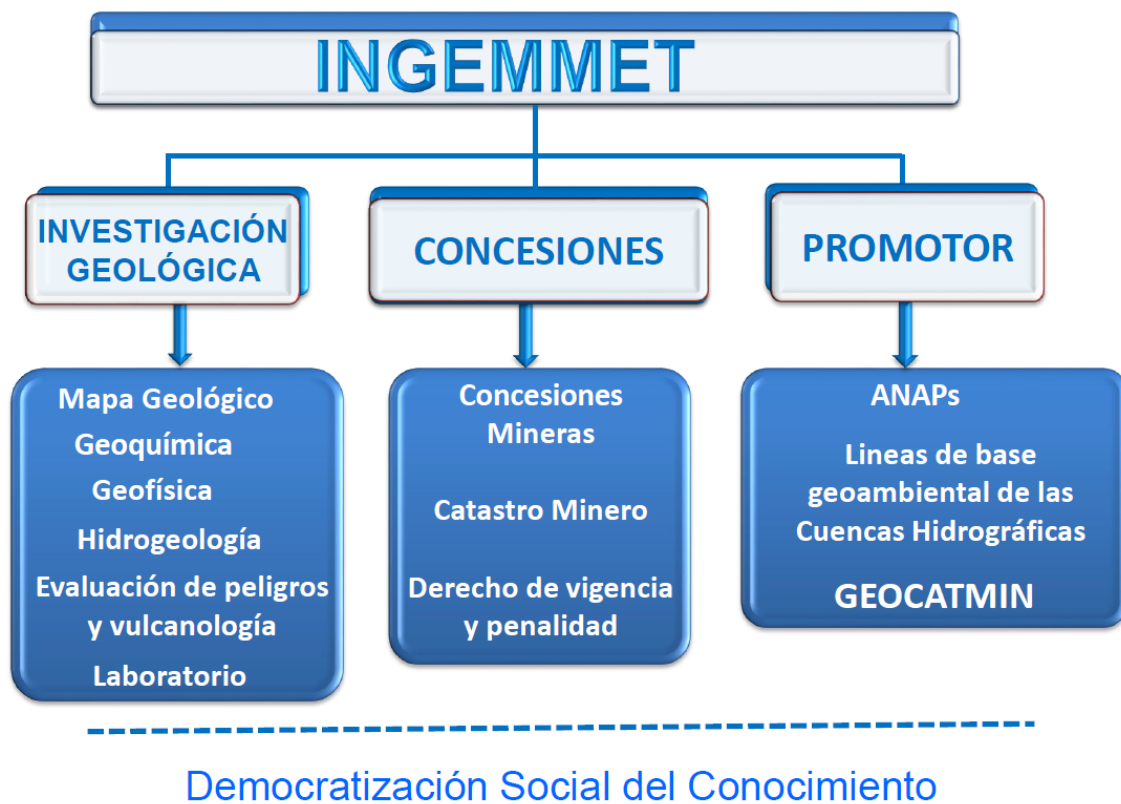 INGEMMET
INVESTIGACIÓN
GEOLÓGICA
Mapa Geológico
Geoquímica
Geofísica
Hidrogeología
Evaluación de peligros
y vulcanología
Laboratorio
CONCESIONES
Concesiones
Mineras
Catastro Minero
Derecho de vigencia
y penalidad
PROMOTOR
ANAPs
Lineas de base
geoambiental de las
Cuencas Hidrográficas
GEOCATMIN
Democratización Social del Conocimiento